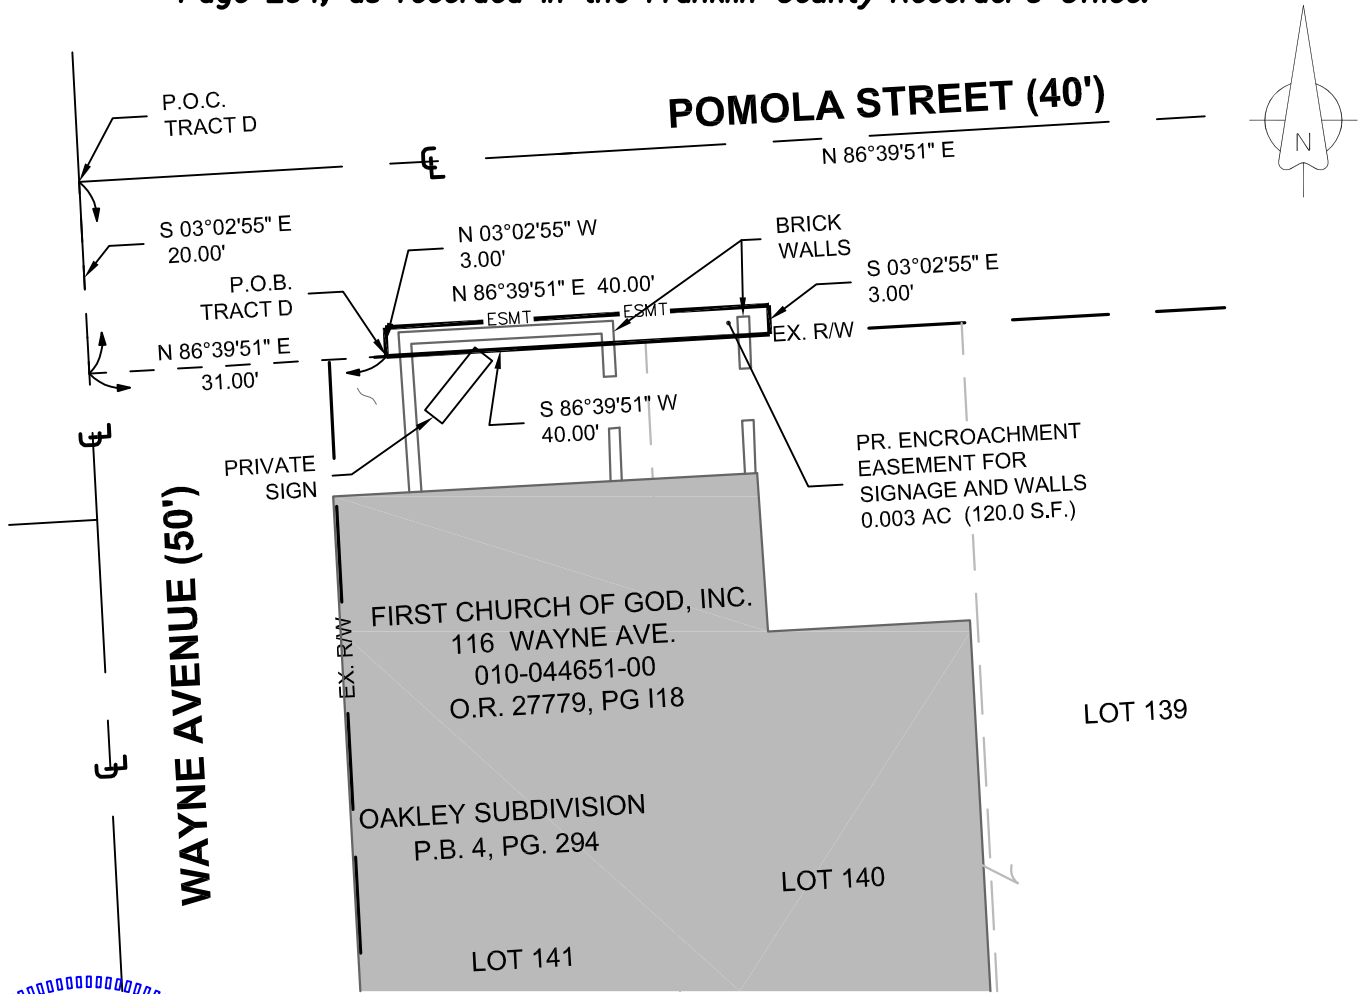 POMOLA STREET (40')
P.O.C.
TRACT D
N 86°39'51" E
N
S 03°02'55" E
20.00'
N 03°02'55" W
3.00'
BRICK
WALLS
S 03°02'55" E
3.00'
P.O.B.
TRACT D
N 86°39'51" E 40.00'
ESMT
ESMT
EX. R/W
N 86°39'51" E
31.00'
S 86°39'51" W
40.00'
PRIVATE
SIGN
PR. ENCROACHMENT
EASEMENT FOR
SIGNAGE AND WALLS
0.003 AC (120.0 S.F.)
WAYNE AVENUE (50')
EX. R/W
FIRST CHURCH OF GOD, INC.
116 WAYNE AVE.
010-044651-00
O.R. 27779, PG I18
LOT 139
OAKLEY SUBDIVISION
P.B. 4, PG. 294
LOT 140
LOT 141